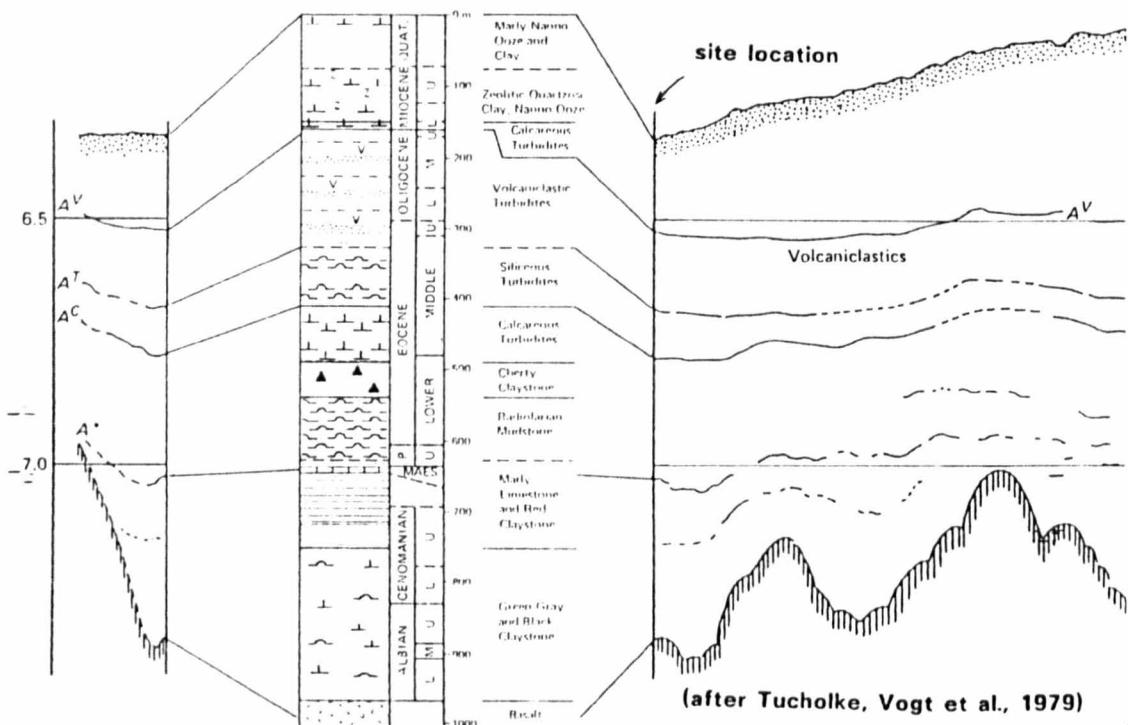 0 m
Marly Nanno
Ooze and
Clay
QUAT.
site location
100
U
Zeolitic Quartzose
Clay, Nanno Ooze
MIOCENE
L
Calcareous
Turbidites
U
200
OLIGOCENE
M
Volcaniclastic
Turbidites
L
A^V
6.5
A^V
300
U
Volcaniclastics
A^T
Siliceous
Turbidites
400
MIDDLE
A^C
EOCENE
Calcareous
Turbidites
500
Cherty
Claystone
LOWER
Radiolarian
Mudstone
A*
600
P
U
7.0
MAES
Marly
Limestone
and Red
Claystone
700
CENOMANIAN
U
L
800
Green-Gray
and Black
Claystone
ALBIAN
U
M
900
L
Basalt
1000
(after Tucholke, Vogt et al., 1979)